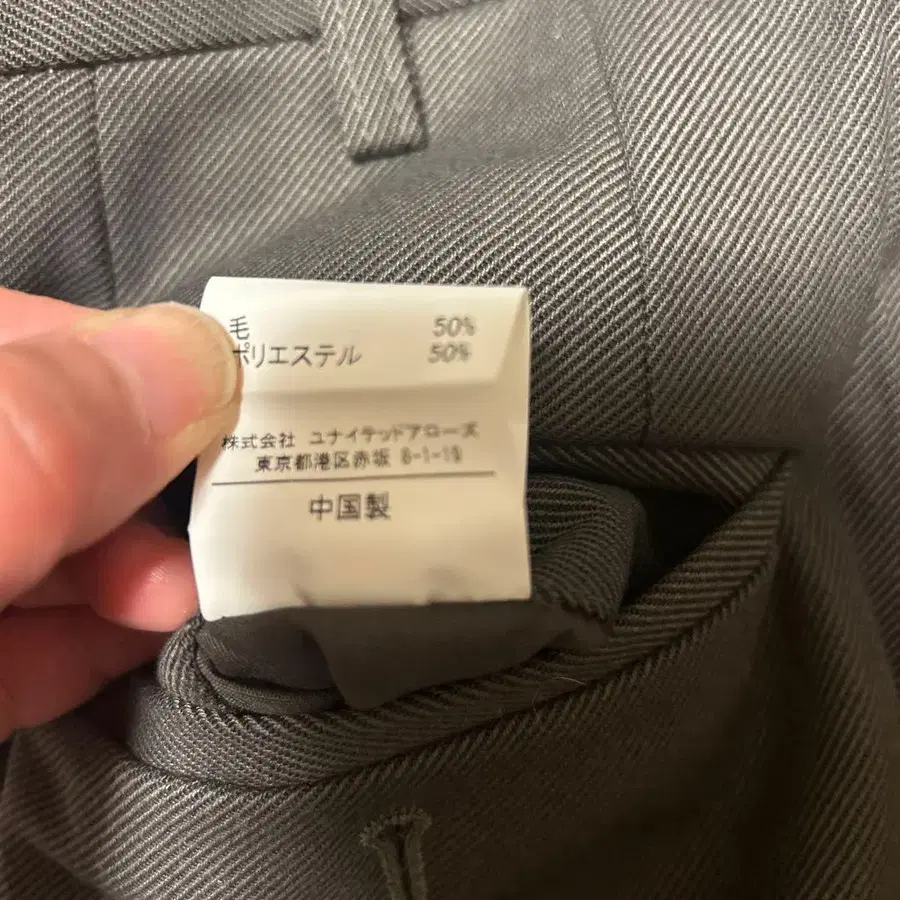 毛 50%
ポリエステル 50%
株式会社 ユナイテッドアローズ
東京都港区赤坂 8-1-19
中国製